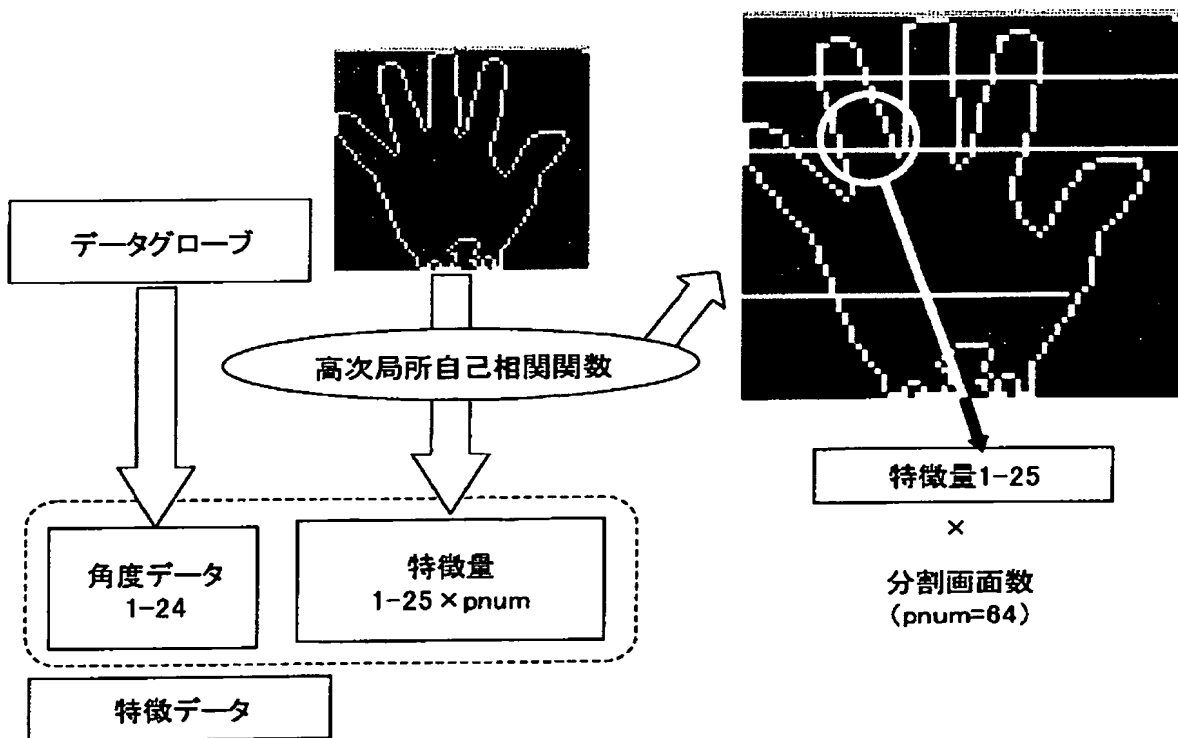 データグローブ
高次局所自己相関関数
特徴量1-25
×
分割画面数
(pnum=64)
角度データ
1-24
特徴量
1-25×pnum
特徴データ